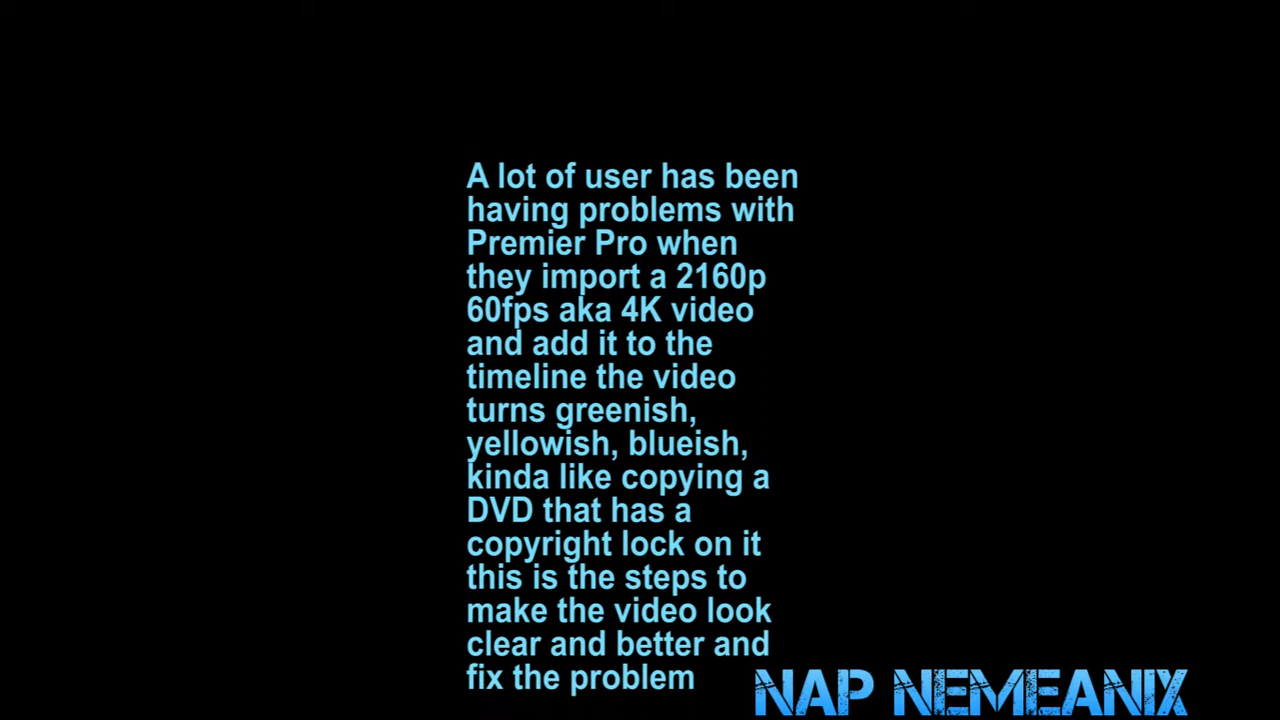 A lot of user has been
having problems with
Premier Pro when
they import a 2160p
60fps aka 4K video
and add it to the
timeline the video
turns greenish,
yellowish, blueish,
kinda like copying a
DVD that has a
copyright lock on it
this is the steps to
make the video look
clear and better and
fix the problem
NAP NEMEANIX